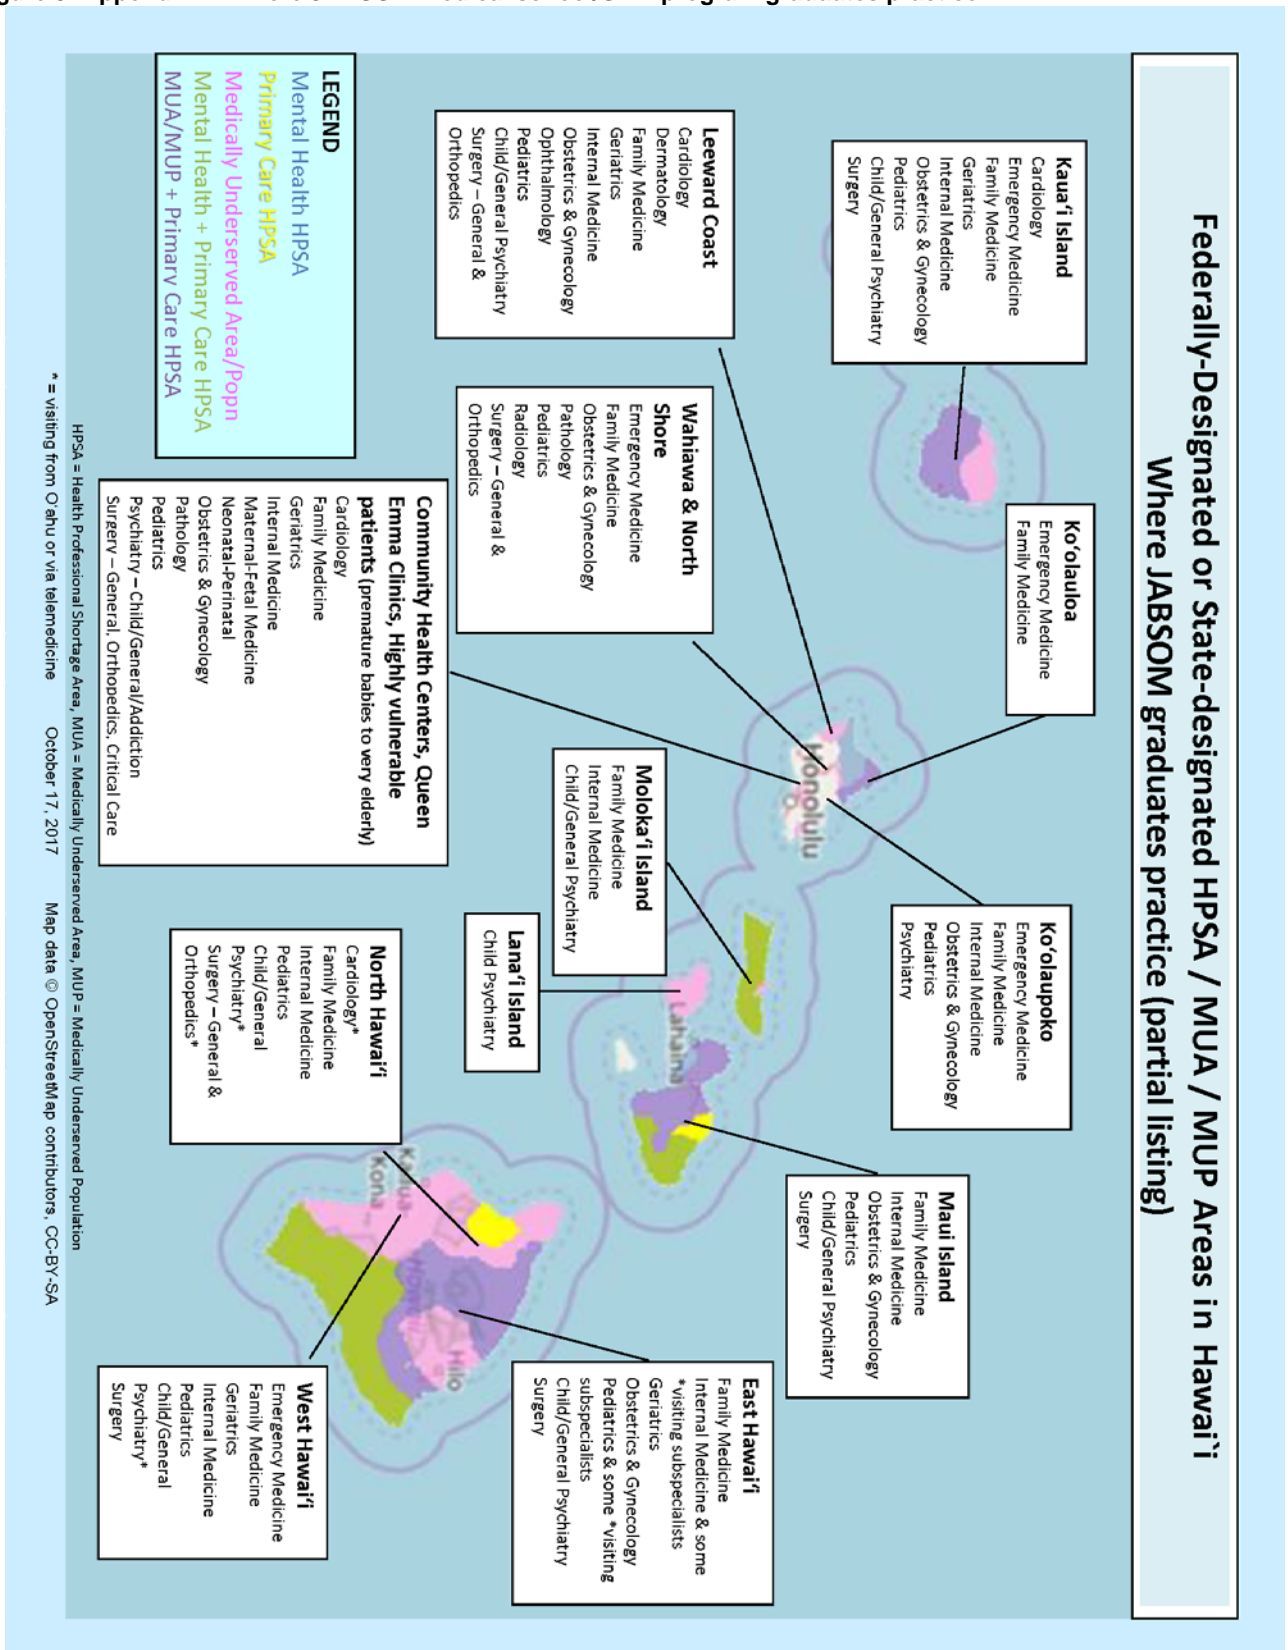 Federally-Designated or State-designated HPSA / MUA / MUP Areas in Hawai`i
Where JABSOM graduates practice (partial listing)
Kaua‘i Island
Cardiology
Emergency Medicine
Family Medicine
Geriatrics
Internal Medicine
Obstetrics & Gynecology
Pediatrics
Child/General Psychiatry
Surgery
Ko‘olauloa
Emergency Medicine
Family Medicine
Ko‘olaupoko
Emergency Medicine
Family Medicine
Internal Medicine
Obstetrics & Gynecology
Pediatrics
Psychiatry
Maui Island
Family Medicine
Internal Medicine
Obstetrics & Gynecology
Pediatrics
Child/General Psychiatry
Surgery
Leeward Coast
Cardiology
Dermatology
Family Medicine
Geriatrics
Internal Medicine
Obstetrics & Gynecology
Ophthalmology
Pediatrics
Child/General Psychiatry
Surgery – General &
Orthopedics
Wahiawa & North
Shore
Emergency Medicine
Family Medicine
Obstetrics & Gynecology
Pathology
Pediatrics
Radiology
Surgery – General &
Orthopedics
Honolulu
Moloka‘i Island
Family Medicine
Internal Medicine
Child/General Psychiatry
Lahaina
Lana‘i Island
Child Psychiatry
East Hawai‘i
Family Medicine
Internal Medicine & some
*visiting subspecialists
Geriatrics
Obstetrics & Gynecology
Pediatrics & some *visiting
subspecialists
Child/General Psychiatry
Surgery
Hilo
Kailua
Kona
LEGEND
Mental Health HPSA
Primary Care HPSA
Medically Underserved Area/Popn
Mental Health + Primary Care HPSA
MUA/MUP + Primary Care HPSA
Community Health Centers, Queen
Emma Clinics, Highly vulnerable
patients (premature babies to very elderly)
Cardiology
Family Medicine
Geriatrics
Internal Medicine
Maternal-Fetal Medicine
Neonatal-Perinatal
Obstetrics & Gynecology
Pathology
Pediatrics
Psychiatry – Child/General/Addiction
Surgery – General, Orthopedics, Critical Care
North Hawai‘i
Cardiology*
Family Medicine
Internal Medicine
Pediatrics
Child/General
Psychiatry*
Surgery – General &
Orthopedics*
West Hawai‘i
Emergency Medicine
Family Medicine
Geriatrics
Internal Medicine
Pediatrics
Child/General
Psychiatry*
Surgery
HPSA = Health Professional Shortage Area, MUA = Medically Underserved Area, MUP = Medically Underserved Population
* = visiting from O‘ahu or via telemedicine October 17, 2017 Map data © OpenStreetMap contributors, CC-BY-SA